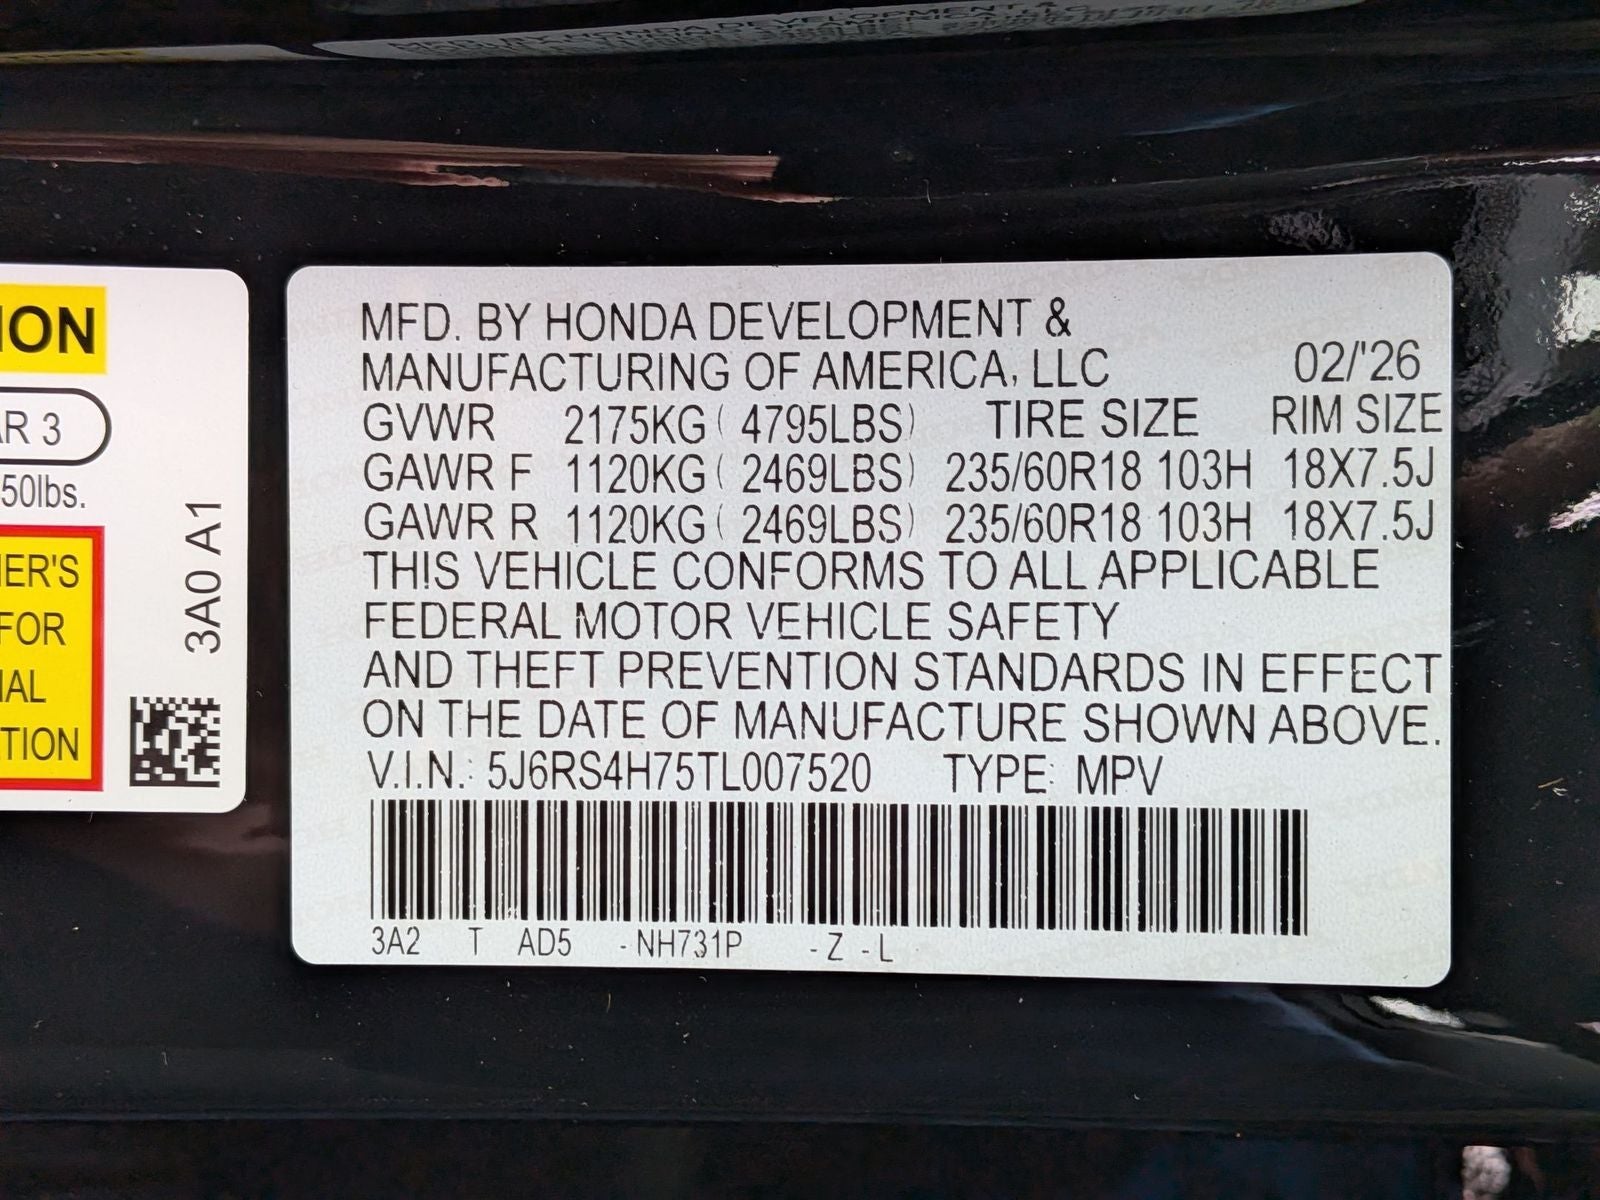 ION
AR 3
50lbs.
IER'S
FOR
IAL
TION
3A0 A1
MFD. BY HONDA DEVELOPMENT &
MANUFACTURING OF AMERICA, LLC 02/'26
GVWR 2175KG ( 4795LBS) TIRE SIZE RIM SIZE
GAWR F 1120KG ( 2469LBS) 235/60R18 103H 18X7.5J
GAWR R 1120KG ( 2469LBS) 235/60R18 103H 18X7.5J
THIS VEHICLE CONFORMS TO ALL APPLICABLE
FEDERAL MOTOR VEHICLE SAFETY
AND THEFT PREVENTION STANDARDS IN EFFECT
ON THE DATE OF MANUFACTURE SHOWN ABOVE.
V.I.N.: 5J6RS4H75TL007520 TYPE: MPV
3A2 T AD5 - NH731P - Z - L